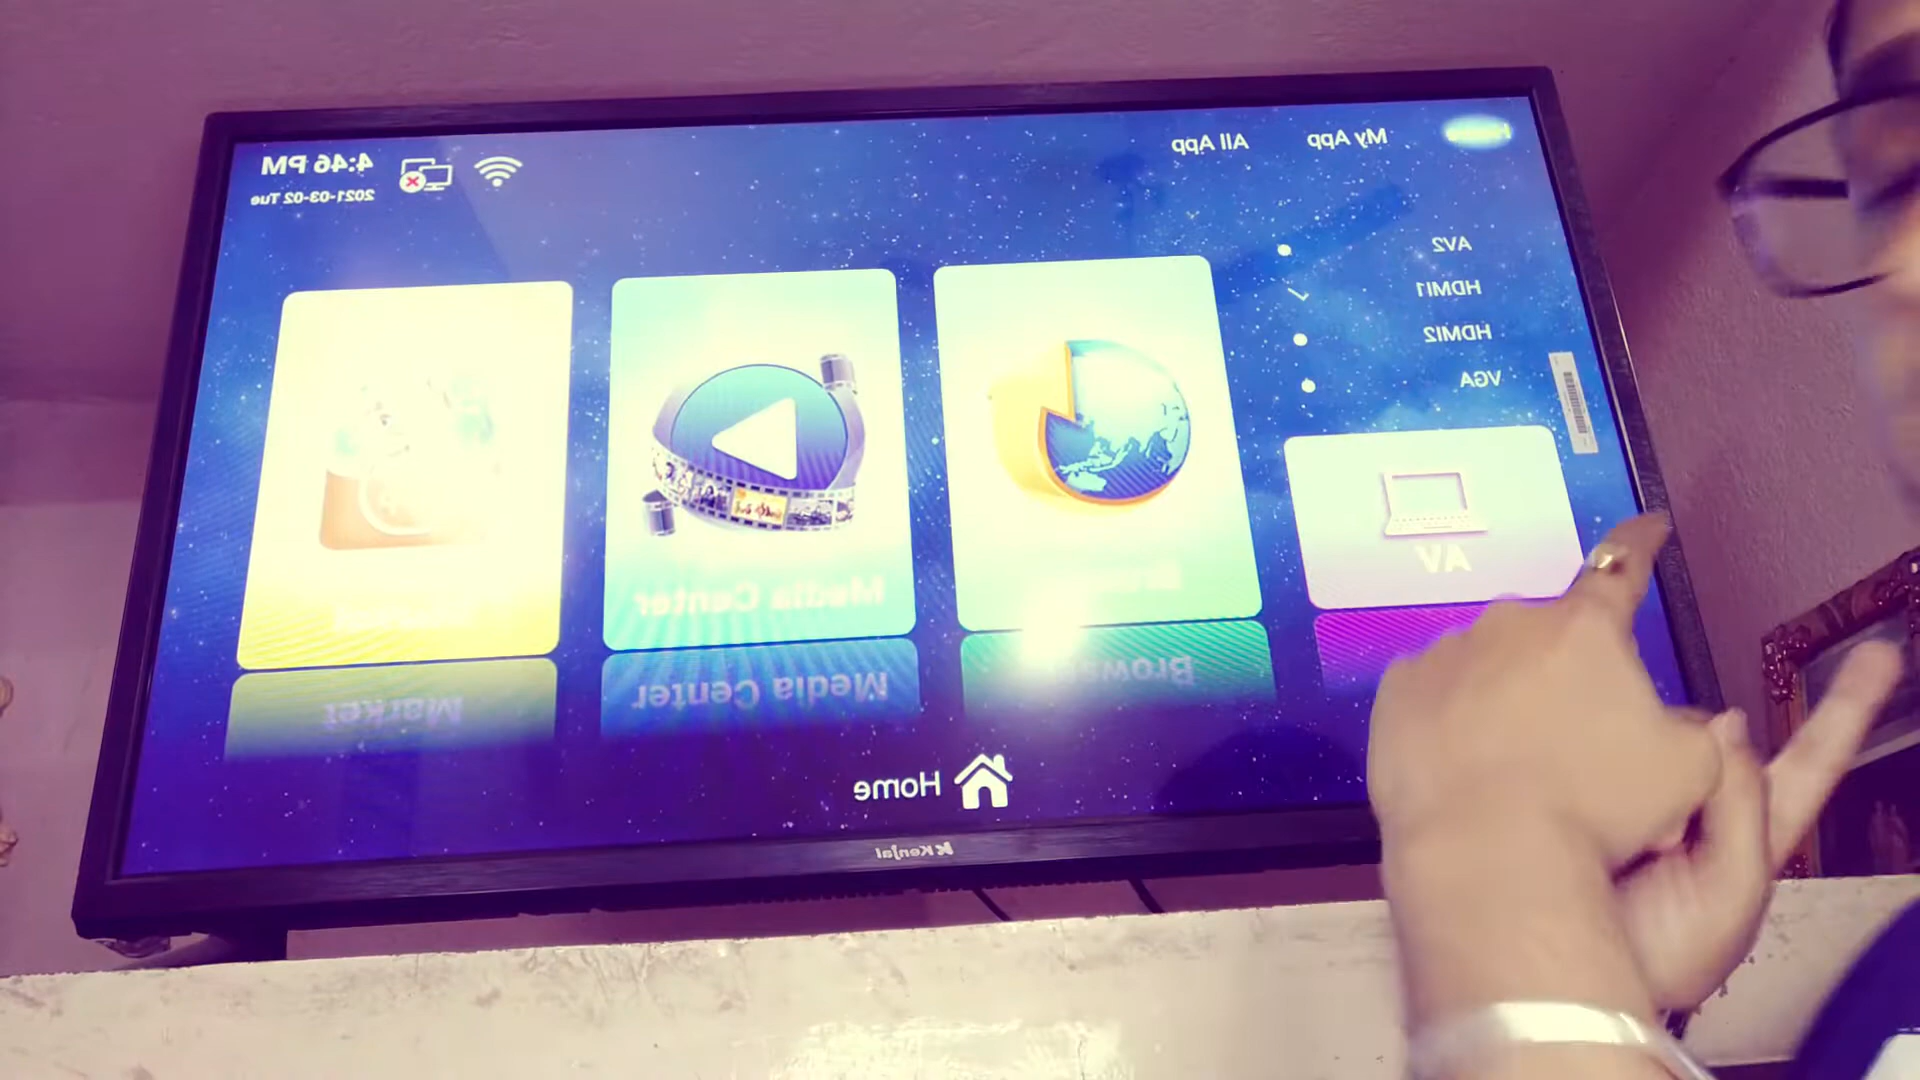 Home
My App
All App
4:46 PM
2021-03-02 Tue
AV2
HDMI1
HDMI2
VGA
AV
Media Center
Media Center
Market
Home
KenJal